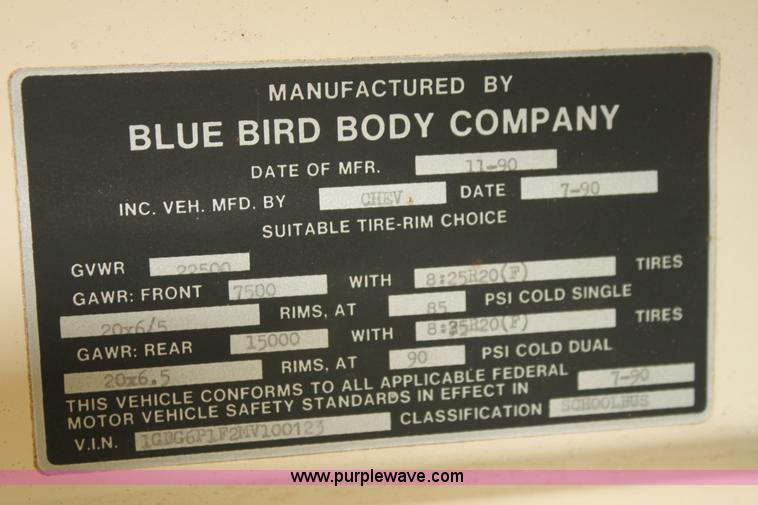 MANUFACTURED BY
BLUE BIRD BODY COMPANY
DATE OF MFR. 11-90
INC. VEH. MFD. BY CHEV. DATE 7-90
SUITABLE TIRE-RIM CHOICE
GVWR 22500
GAWR: FRONT 7500 WITH 8:25R20(F) TIRES
20x6/5 RIMS, AT 85 PSI COLD SINGLE
GAWR: REAR 15000 WITH 8:25R20(F) TIRES
20x6.5 RIMS, AT 90 PSI COLD DUAL
THIS VEHICLE CONFORMS TO ALL APPLICABLE FEDERAL
MOTOR VEHICLE SAFETY STANDARDS IN EFFECT IN 7-90
V.I.N. 1GBG6P1F2MV100123 CLASSIFICATION SCHOOLBUS
www.purplewave.com